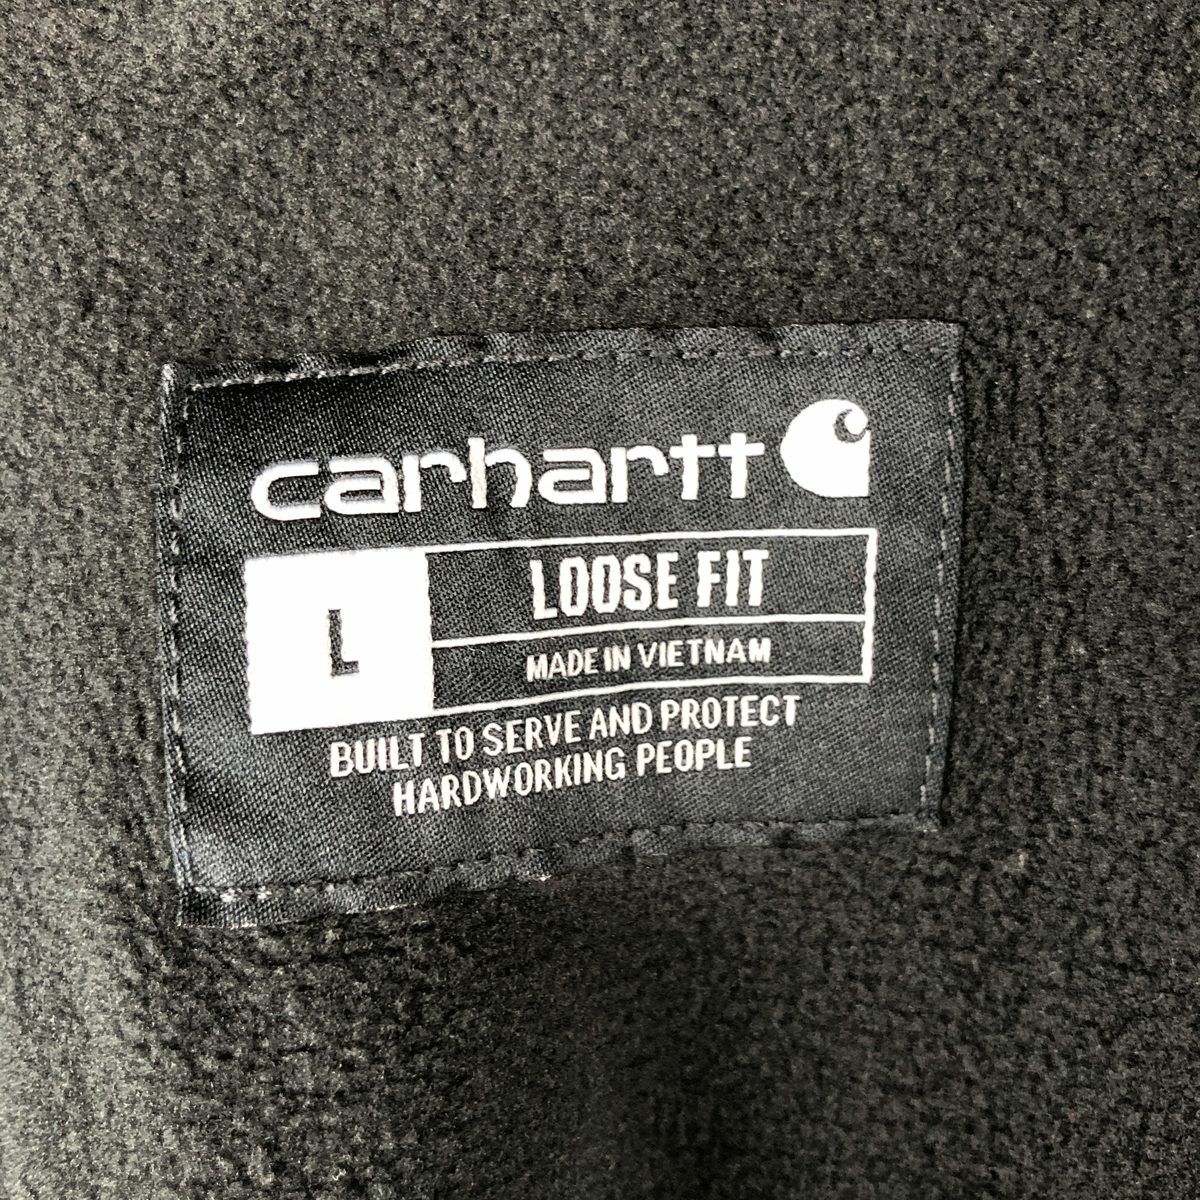 carhartt
L
LOOSE FIT
MADE IN VIETNAM
BUILT TO SERVE AND PROTECT
HARDWORKING PEOPLE